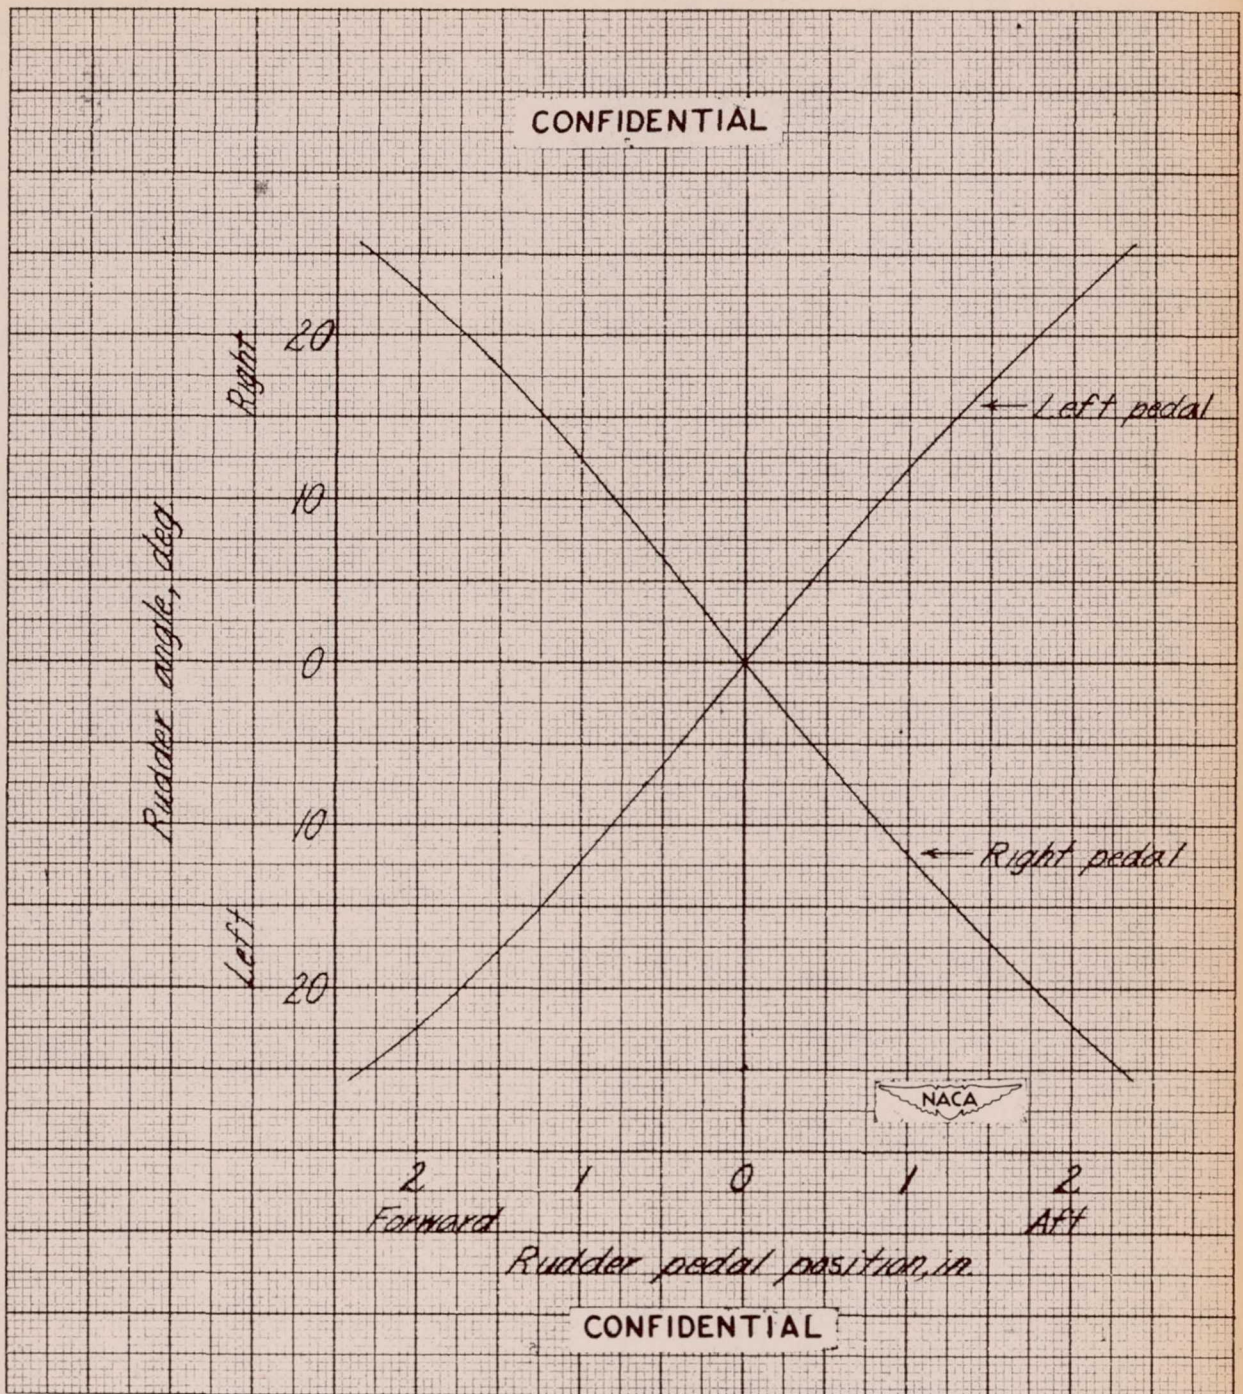 CONFIDENTIAL
20
Right
Left pedal
10
Rudder angle, deg
0
10
Right pedal
Left
20
NACA
2 1 0 1 2
Forward Aft
Rudder pedal position, in.
CONFIDENTIAL